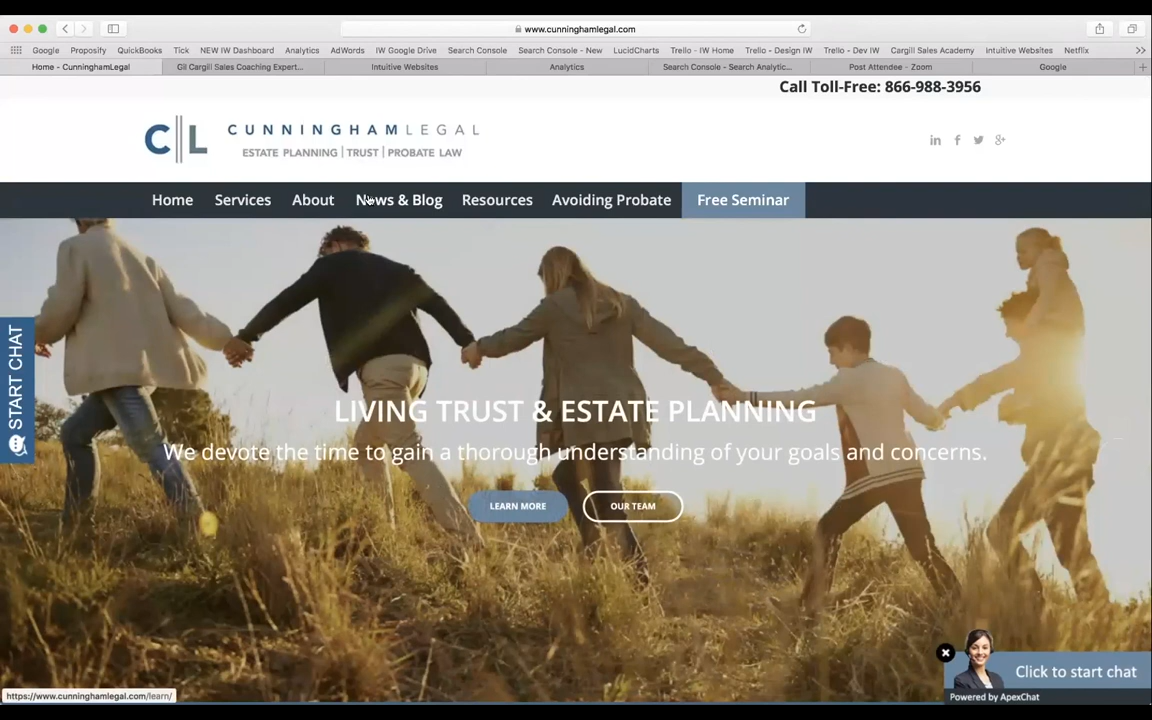 www.cunninghamlegal.com
Google Proposify QuickBooks Tick NEW IW Dashboard Analytics AdWords IW Google Drive Search Console Search Console - New LucidCharts Trello - IW Home Trello - Design IW Trello - Dev IW Cargill Sales Academy Intuitive Websites Netflix >>
Home - CunninghamLegal Gil Cargill Sales Coaching Expert... Intuitive Websites Analytics Search Console - Search Analytic... Post Attendee - Zoom Google
Call Toll-Free: 866-988-3956
CL CUNNINGHAMLEGAL
ESTATE PLANNING | TRUST | PROBATE LAW
Home Services About News & Blog Resources Avoiding Probate Free Seminar
START CHAT
LIVING TRUST & ESTATE PLANNING
We devote the time to gain a thorough understanding of your goals and concerns.
LEARN MORE OUR TEAM
Click to start chat
Powered by ApexChat
https://www.cunninghamlegal.com/learn/